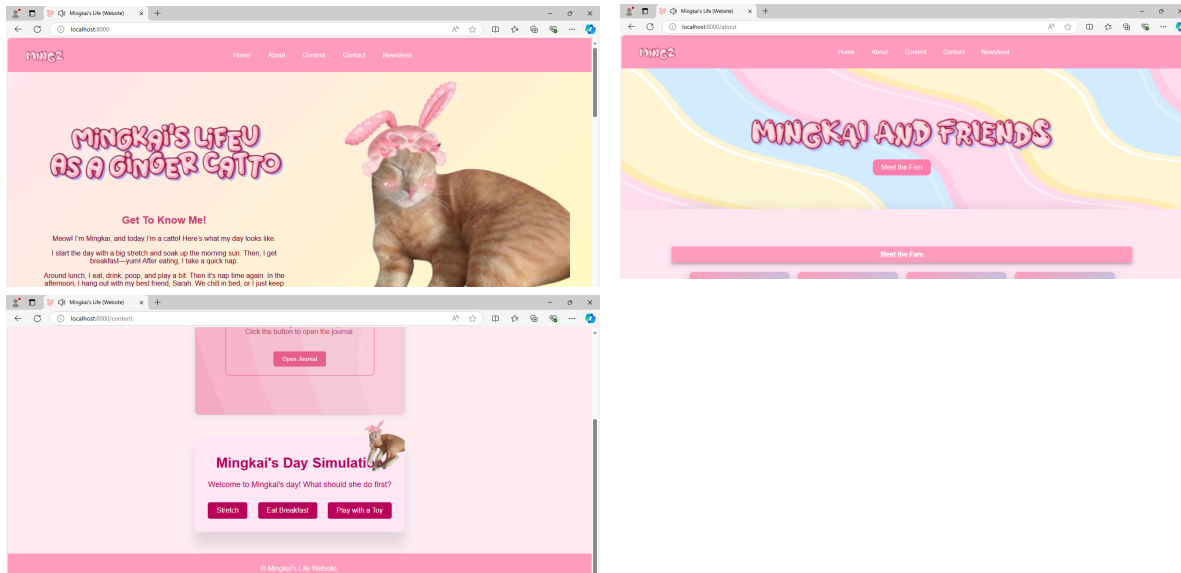 Mingkai's Life (Website)
localhost:8000
MINGZ
Home About Content Contact Newsfeed
MINGKAI'S LIFEU
AS A GINGER CATTO
Get To Know Me!
Meow! I'm Mingkai, and today I'm a catto! Here's what my day looks like.
I start the day with a big stretch and soak up the morning sun. Then, I get
breakfast—yum! After eating, I take a quick nap.
Around lunch, I eat, drink, poop, and play a bit. Then it's nap time again. In the
afternoon, I hang out with my best friend, Sarah. We chill in bed, or I just keep
Mingkai's Life (Website)
localhost:8000/about
MINGZ
Home About Content Contact Newsfeed
MINGKAI AND FRIENDS
Meet the Fam
Meet the Fam
Mingkai's Life (Website)
localhost:8000/content
Click the button to open the journal.
Open Journal
Mingkai's Day Simulatio
Welcome to Mingkai's day! What should she do first?
Stretch Eat Breakfast Play with a Toy
© Mingkai's Life Website